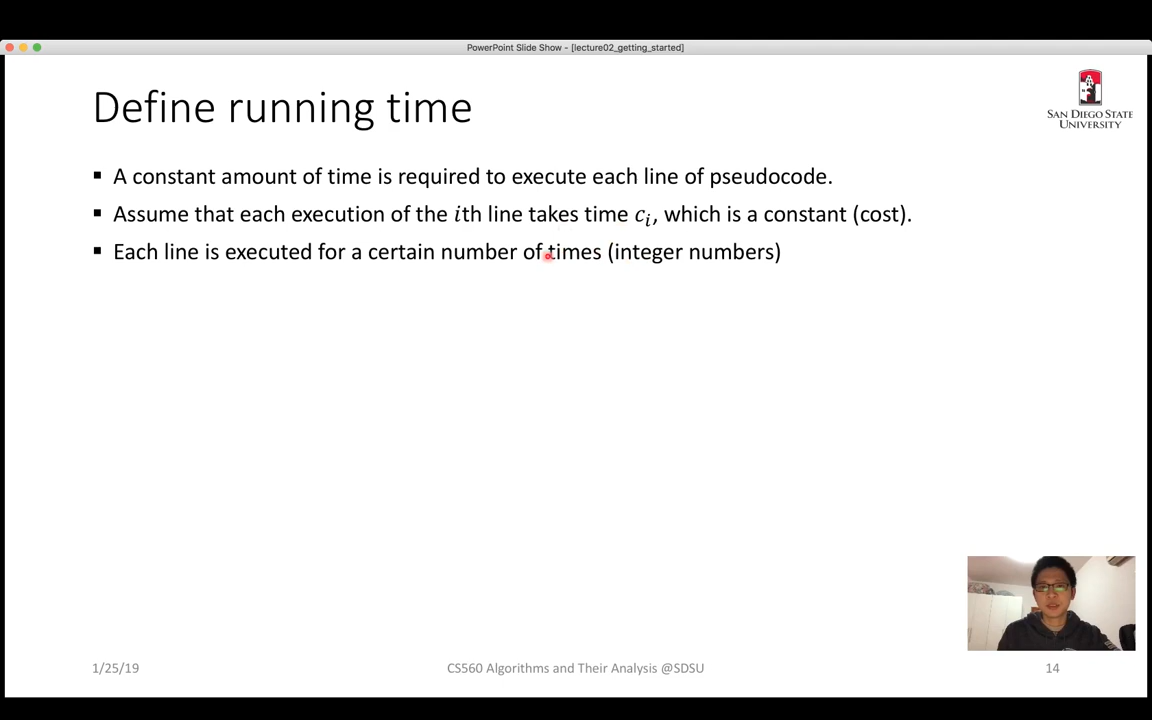 PowerPoint Slide Show - [lecture02_getting_started]
Define running time
SAN DIEGO STATE
UNIVERSITY
▪ A constant amount of time is required to execute each line of pseudocode.
▪ Assume that each execution of the 𝑖th line takes time 𝑐ᵢ, which is a constant (cost).
▪ Each line is executed for a certain number of times (integer numbers)
1/25/19
CS560 Algorithms and Their Analysis @SDSU
14